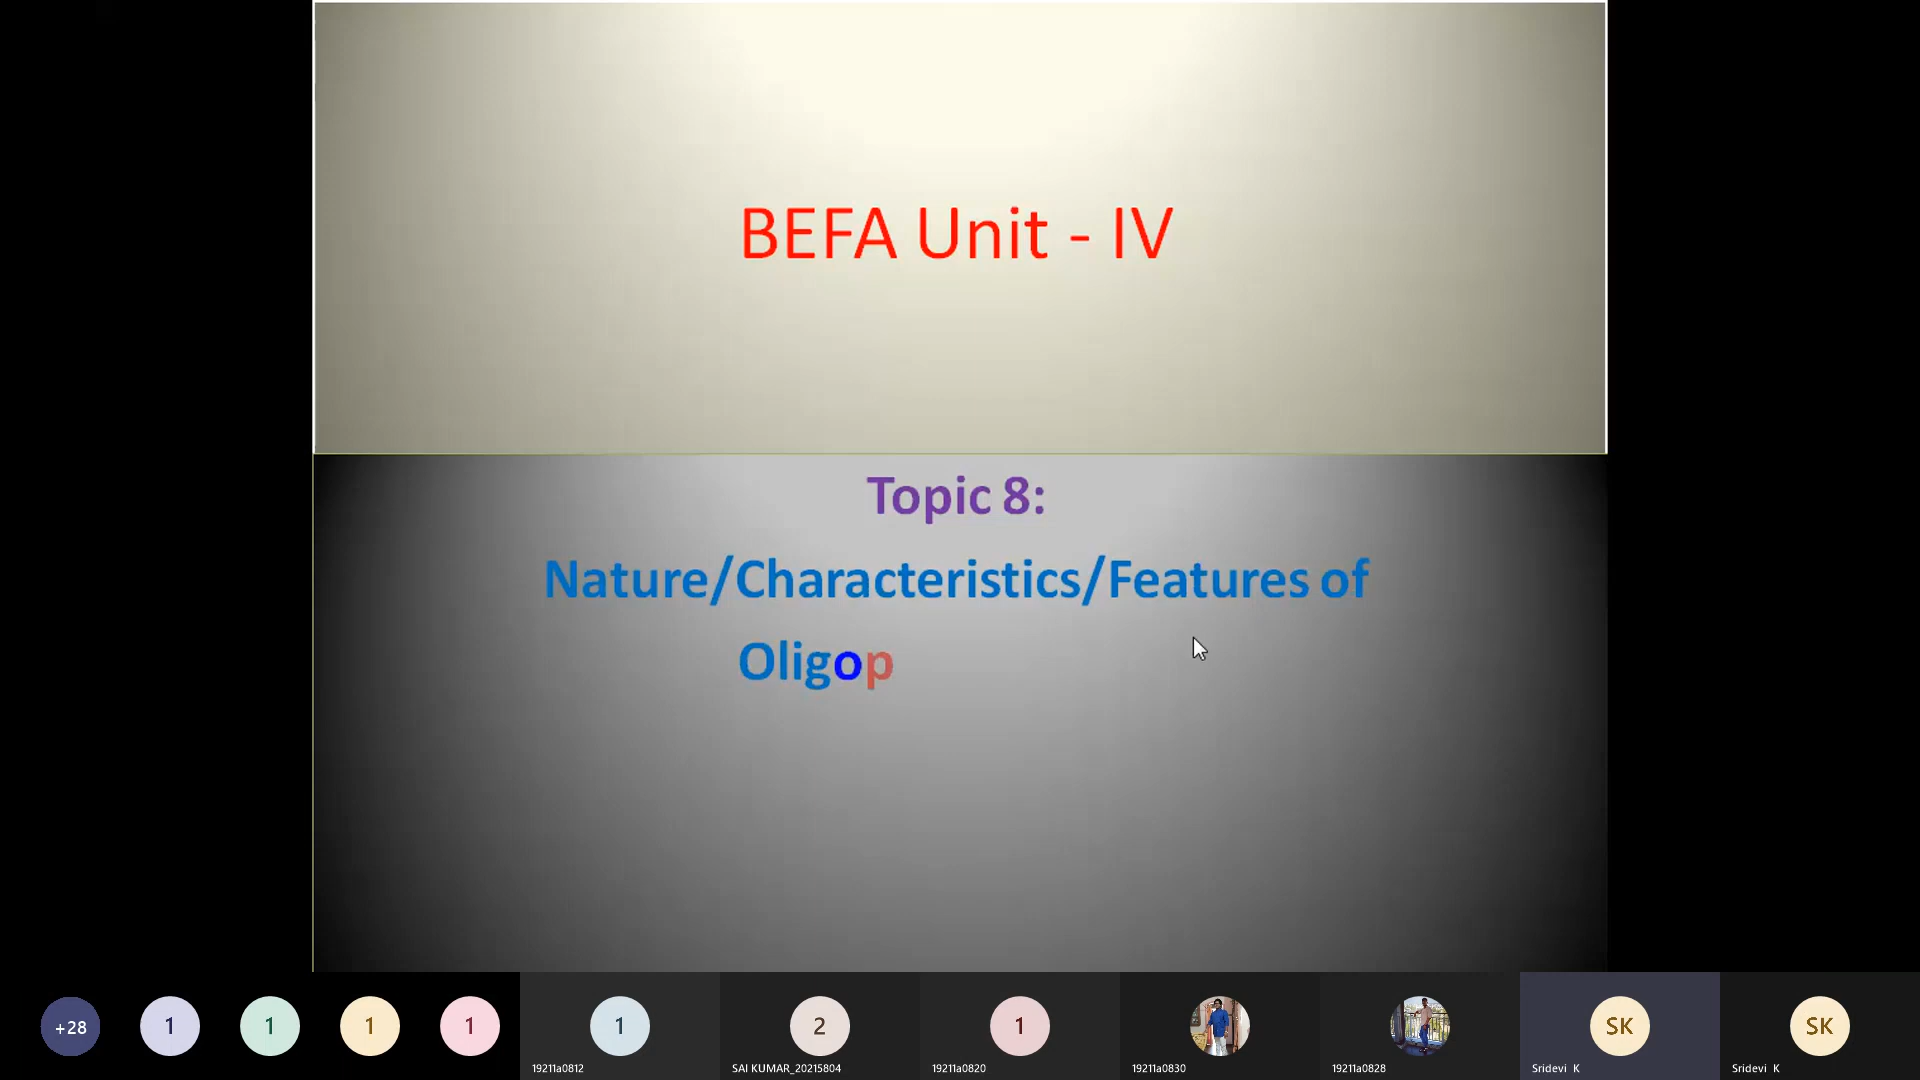 BEFA Unit - IV
Topic 8:
Nature/Characteristics/Features of
Oligop
+28
1
1
1
1
1
2
1
SK
SK
19211a0812
SAI KUMAR_20215804
19211a0820
19211a0830
19211a0828
Sridevi K
Sridevi K